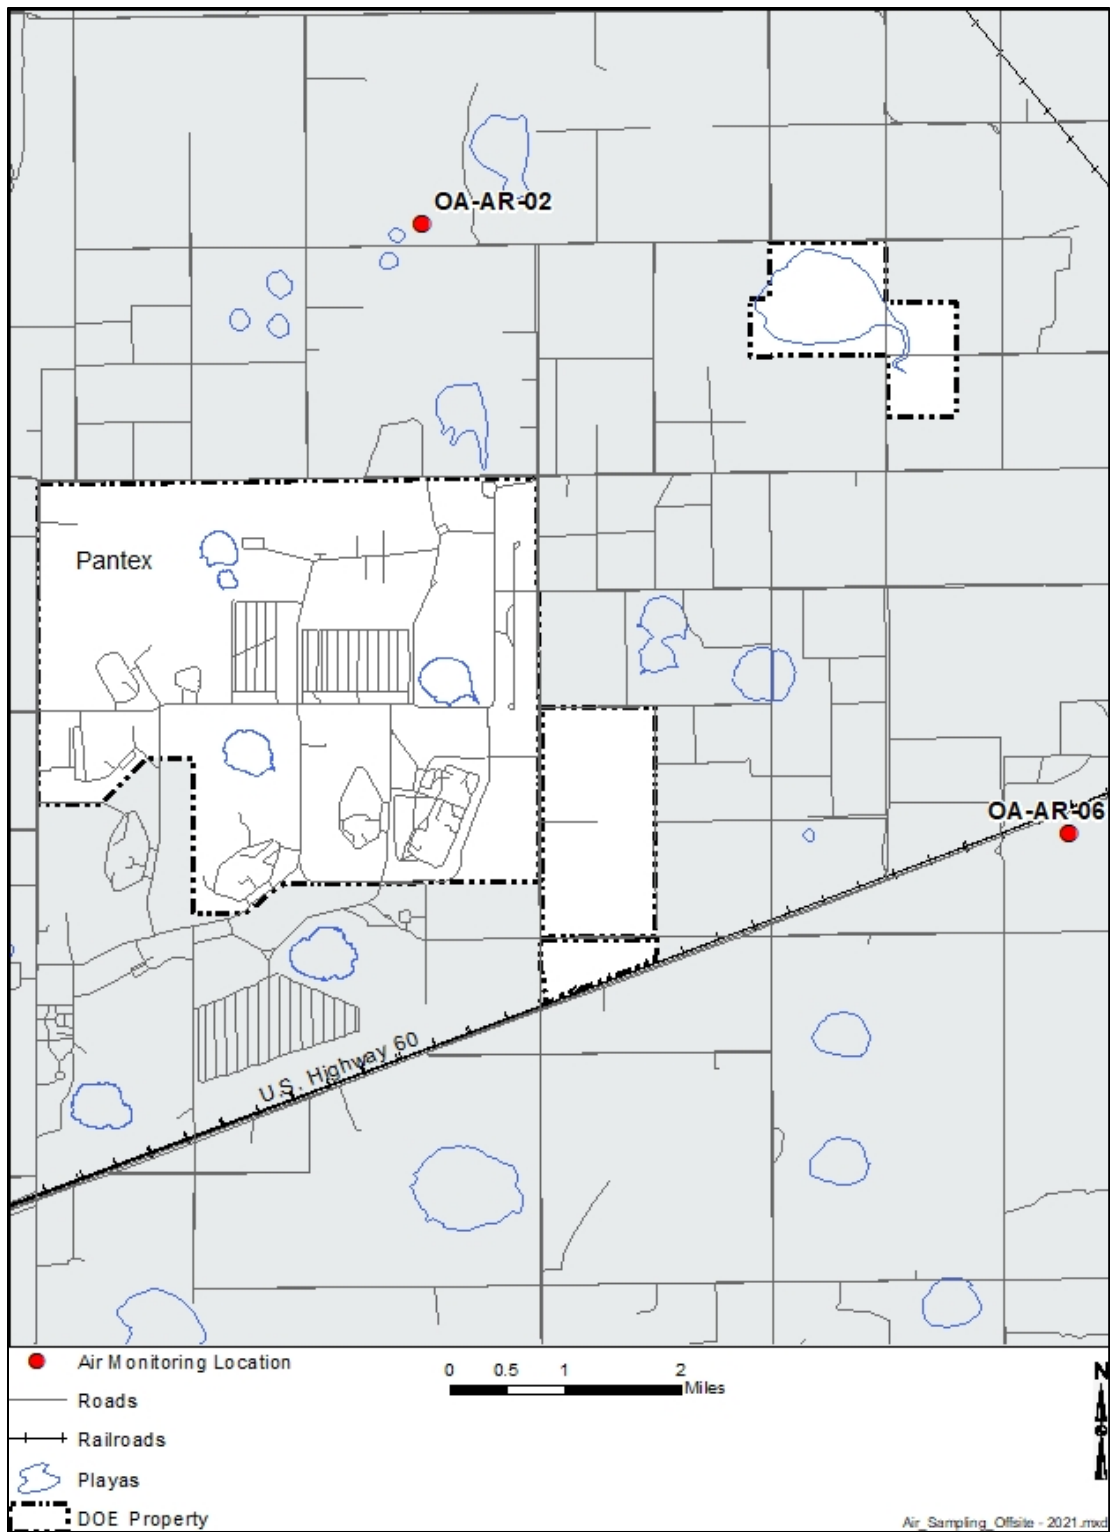 OA-AR-02
Pantex
OA-AR-06
U.S. Highway 60
Air Monitoring Location
Roads
Railroads
Playas
DOE Property
0 0.5 1 2
Miles
N
Air_Sampling_Offsite - 2021.mxd